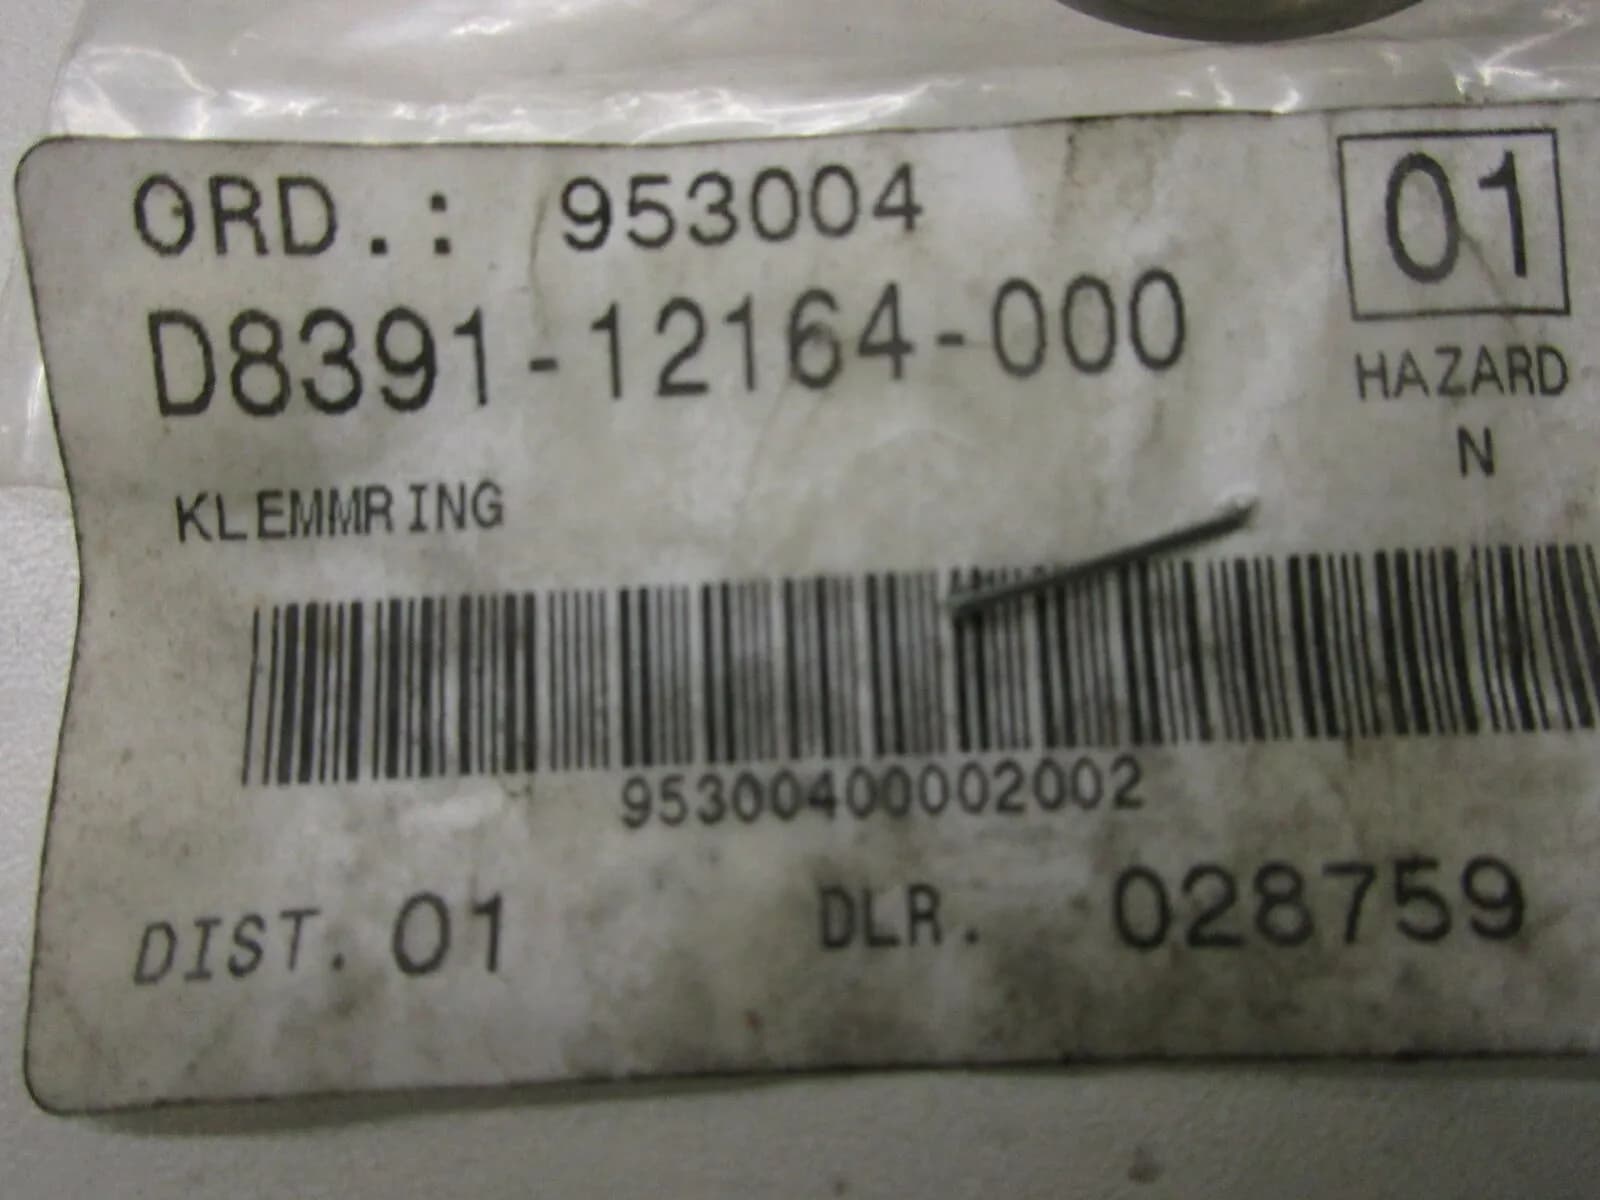 ORD.: 953004
01
D8391-12164-000
HAZARD
N
KLEMMRING
95300400002002
DIST. 01 DLR. 028759